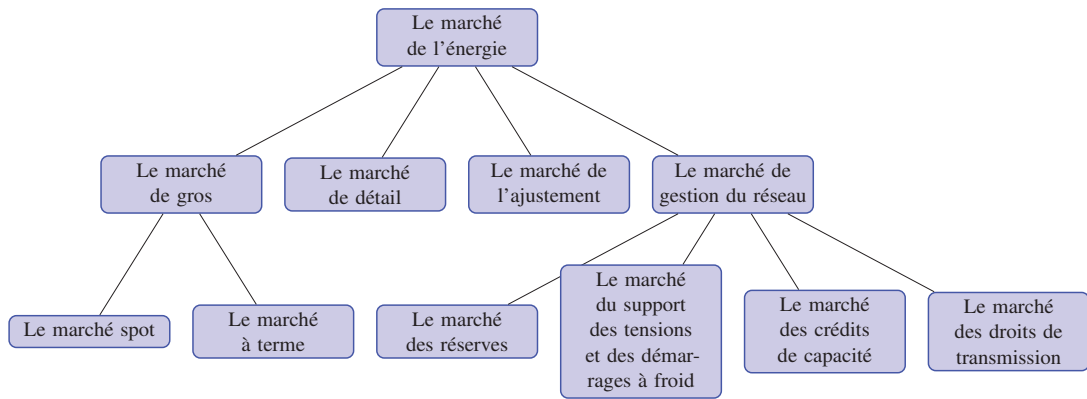 Le marché
de l'énergie
Le marché
de gros
Le marché
de détail
Le marché de
l'ajustement
Le marché de
gestion du réseau
Le marché spot
Le marché
à terme
Le marché
des réserves
Le marché
du support
des tensions
et des démar-
rages à froid
Le marché
des crédits
de capacité
Le marché
des droits de
transmission